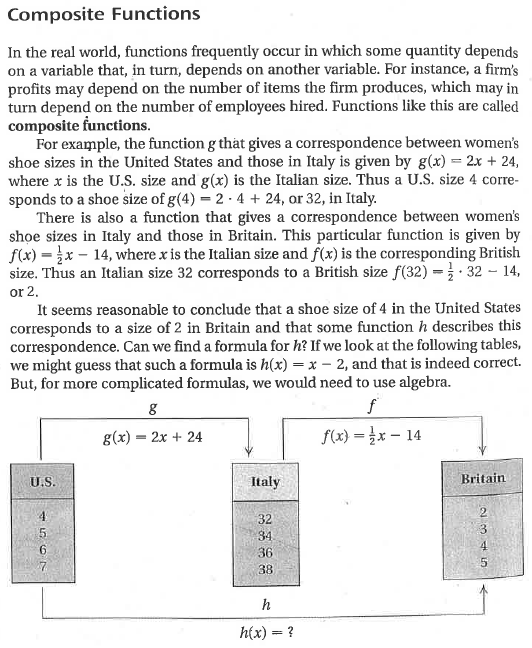 Composite Functions
In the real world, functions frequently occur in which some quantity depends
on a variable that, in turn, depends on another variable. For instance, a firm's
profits may depend on the number of items the firm produces, which may in
turn depend on the number of employees hired. Functions like this are called
composite functions.
For example, the function g that gives a correspondence between women's
shoe sizes in the United States and those in Italy is given by g(x) = 2x + 24,
where x is the U.S. size and g(x) is the Italian size. Thus a U.S. size 4 corre-
sponds to a shoe size of g(4) = 2 · 4 + 24, or 32, in Italy.
There is also a function that gives a correspondence between women's
shoe sizes in Italy and those in Britain. This particular function is given by
f(x) = ½x − 14, where x is the Italian size and f(x) is the corresponding British
size. Thus an Italian size 32 corresponds to a British size f(32) = ½ · 32 − 14,
or 2.
It seems reasonable to conclude that a shoe size of 4 in the United States
corresponds to a size of 2 in Britain and that some function h describes this
correspondence. Can we find a formula for h? If we look at the following tables,
we might guess that such a formula is h(x) = x − 2, and that is indeed correct.
But, for more complicated formulas, we would need to use algebra.
g f
g(x) = 2x + 24 f(x) = ½x − 14
U.S. Italy Britain
4 32 2
5 34 3
6 36 4
7 38 5
h
h(x) = ?